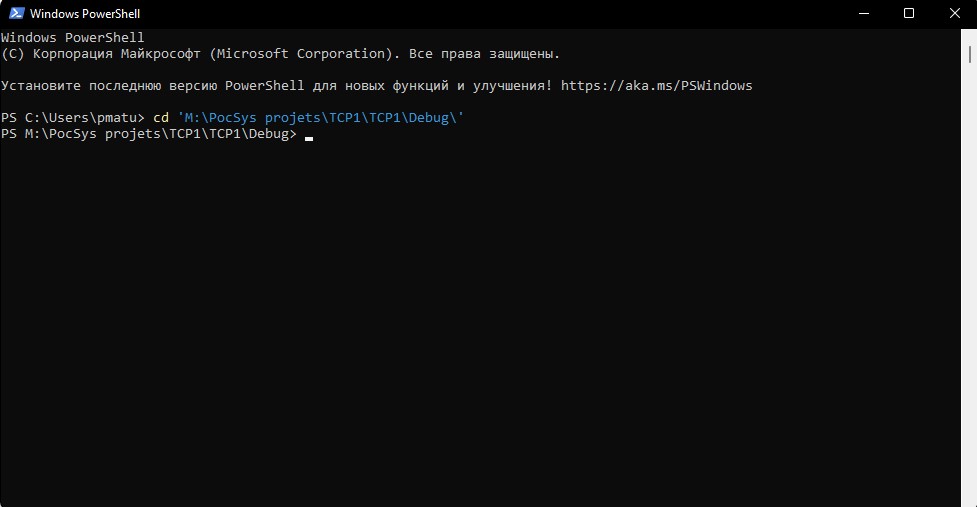 Windows PowerShell
Windows PowerShell
(C) Корпорация Майкрософт (Microsoft Corporation). Все права защищены.
Установите последнюю версию PowerShell для новых функций и улучшения! https://aka.ms/PSWindows
PS C:\Users\pmatu> cd 'M:\PocSys projets\TCP1\TCP1\Debug\'
PS M:\PocSys projets\TCP1\TCP1\Debug>